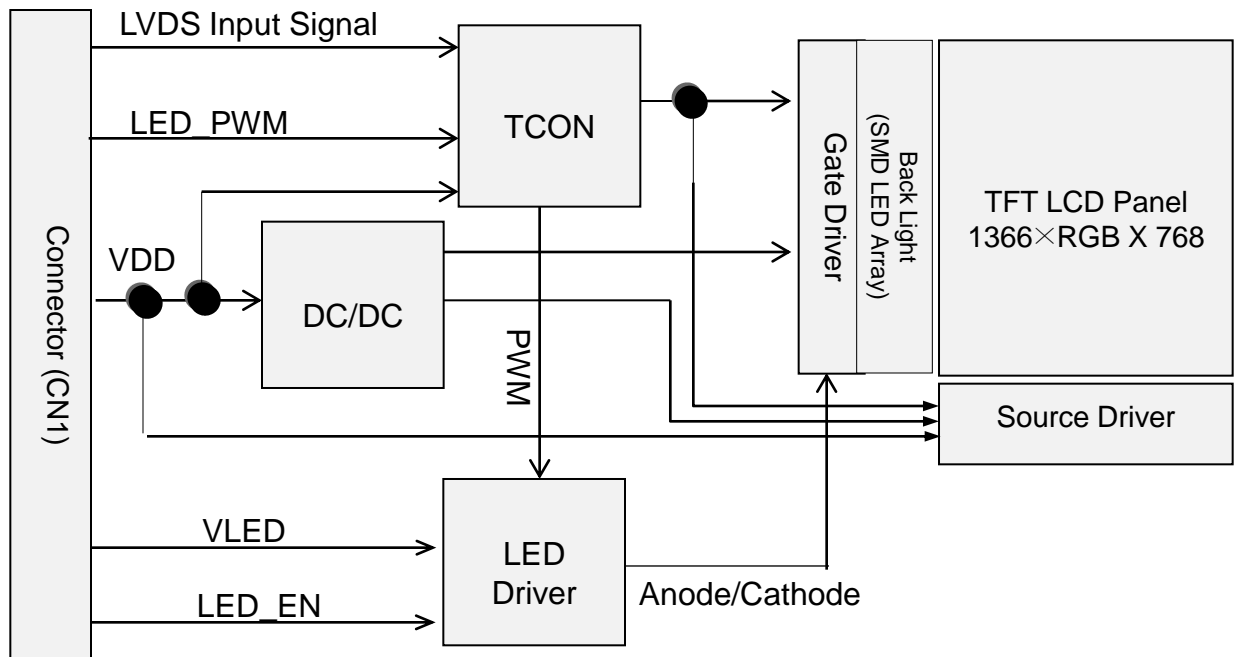 LVDS Input Signal
LED_PWM
TCON
Connector (CN1)
VDD
DC/DC
PWM
Gate Driver
Back Light
(SMD LED Array)
TFT LCD Panel
1366×RGB X 768
Source Driver
VLED
LED_EN
LED
Driver
Anode/Cathode